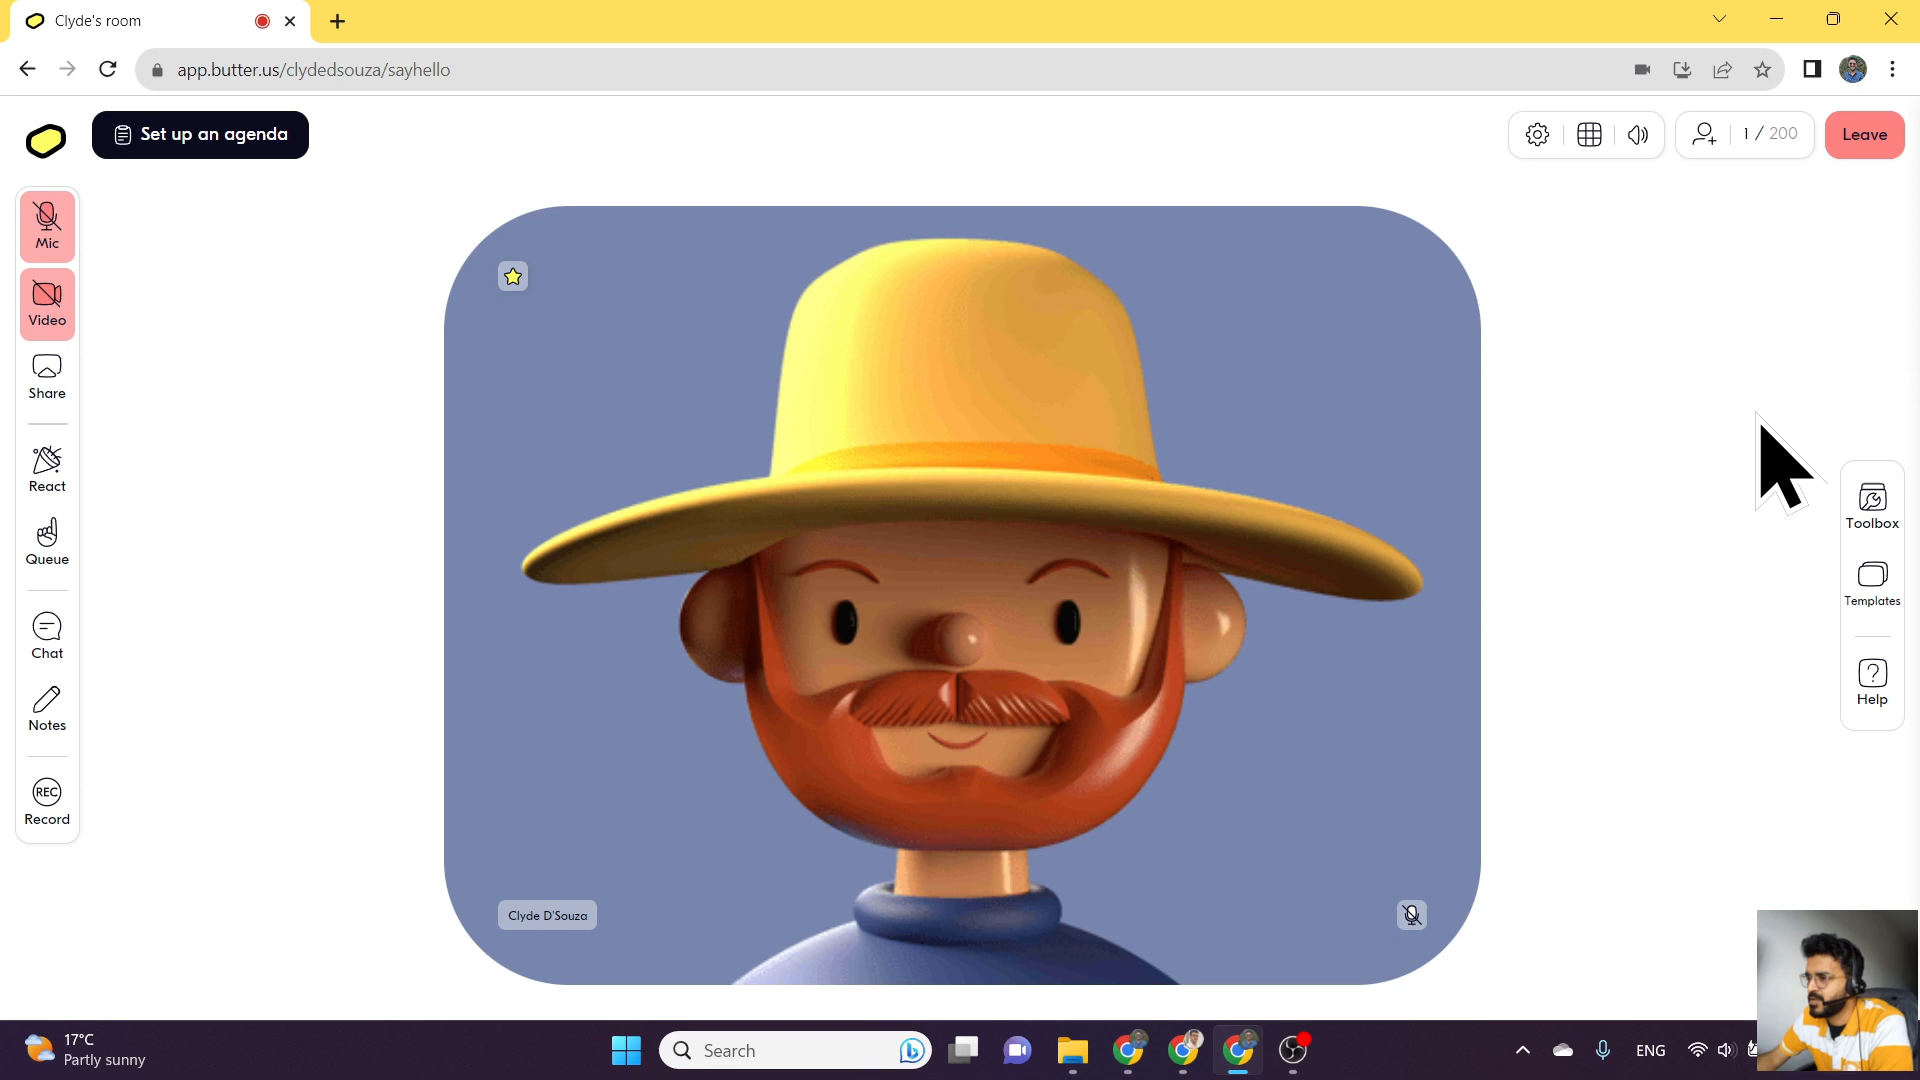 Clyde's room
app.butter.us/clydedsouza/sayhello
Set up an agenda
1 / 200
Leave
Mic
Video
Share
React
Queue
Chat
Notes
REC
Record
Toolbox
Templates
?
Help
Clyde D'Souza
17°C
Partly sunny
Search
ENG